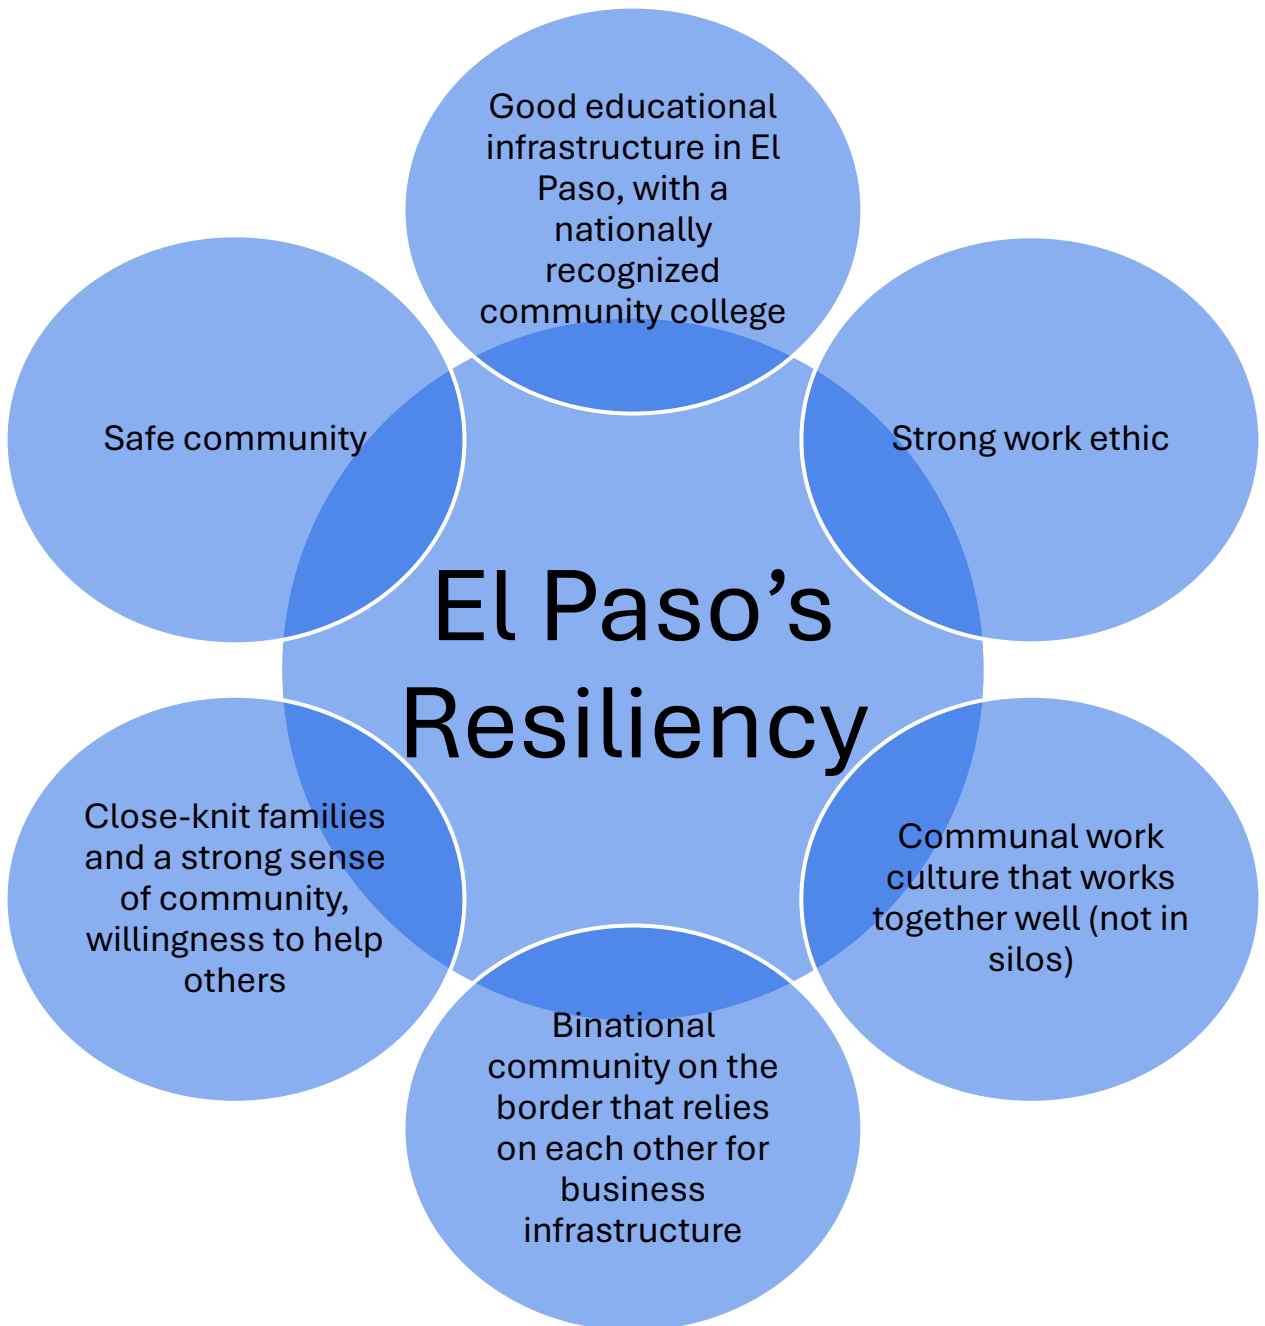 Good educational
infrastructure in El
Paso, with a
nationally
recognized
community college
Safe community
Strong work ethic
El Paso’s
Resiliency
Close-knit families
and a strong sense
of community,
willingness to help
others
Communal work
culture that works
together well (not in
silos)
Binational
community on the
border that relies
on each other for
business
infrastructure